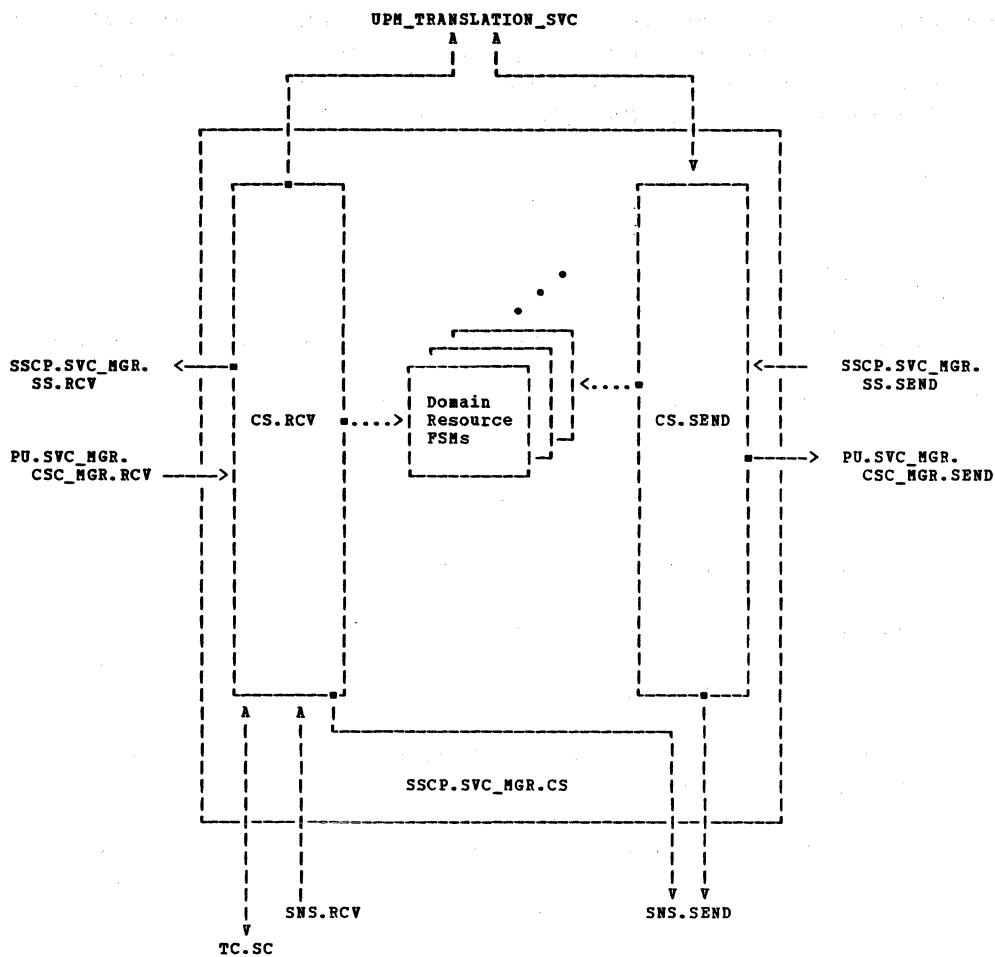 UPM_TRANSLATION_SVC
SSCP.SVC_MGR.
SS.RCV
SSCP.SVC_MGR.
SS.SEND
Domain
Resource
FSMs
CS.RCV
CS.SEND
PU.SVC_MGR.
CSC_MGR.RCV
PU.SVC_MGR.
CSC_MGR.SEND
SSCP.SVC_MGR.CS
SNS.RCV
SNS.SEND
TC.SC